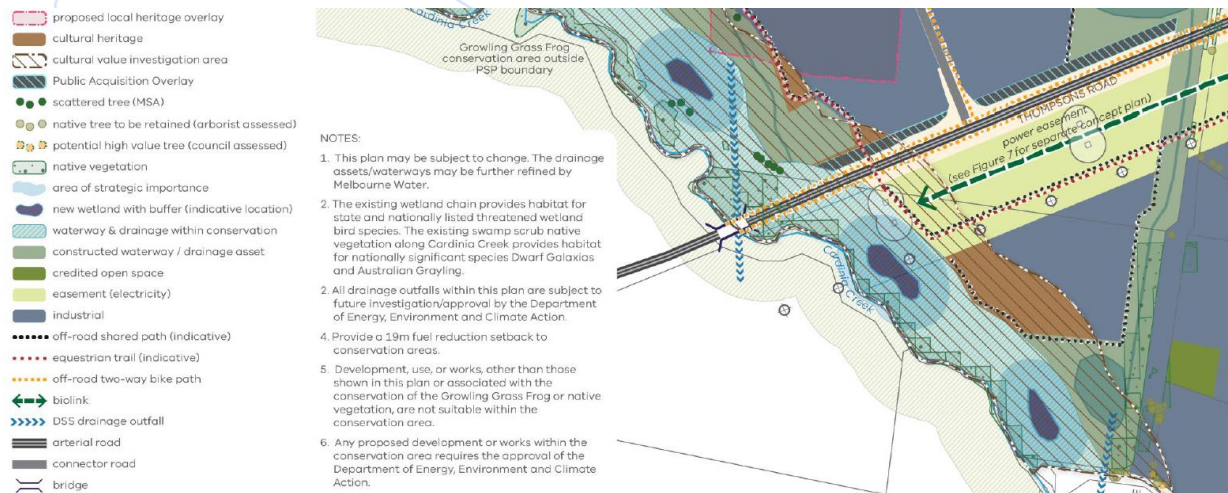 proposed local heritage overlay
cultural heritage
cultural value investigation area
Public Acquisition Overlay
scattered tree (MSA)
native tree to be retained (arborist assessed)
potential high value tree (council assessed)
native vegetation
area of strategic importance
new wetland with buffer (indicative location)
waterway & drainage within conservation
constructed waterway / drainage asset
credited open space
easement (electricity)
industrial
off-road shared path (indicative)
equestrian trail (indicative)
off-road two-way bike path
biolink
DSS drainage outfall
arterial road
connector road
bridge
NOTES:
1. This plan may be subject to change. The drainage
assets/waterways may be further refined by
Melbourne Water.
2. The existing wetland chain provides habitat for
state and nationally listed threatened wetland
bird species. The existing swamp scrub native
vegetation along Cardinia Creek provides habitat
for nationally significant species Dwarf Galaxias
and Australian Grayling.
2. All drainage outfalls within this plan are subject to
future investigation/approval by the Department
of Energy, Environment and Climate Action.
4. Provide a 19m fuel reduction setback to
conservation areas.
5. Development, use, or works, other than those
shown in this plan or associated with the
conservation of the Growling Grass Frog or native
vegetation, are not suitable within the
conservation area.
6. Any proposed development or works within the
conservation area requires the approval of the
Department of Energy, Environment and Climate
Action.
Cardinia Creek
Growling Grass Frog
conservation area outside
PSP boundary
THOMPSONS ROAD
power easement
(see Figure 7 for separate concept plan)
Cardinia Creek